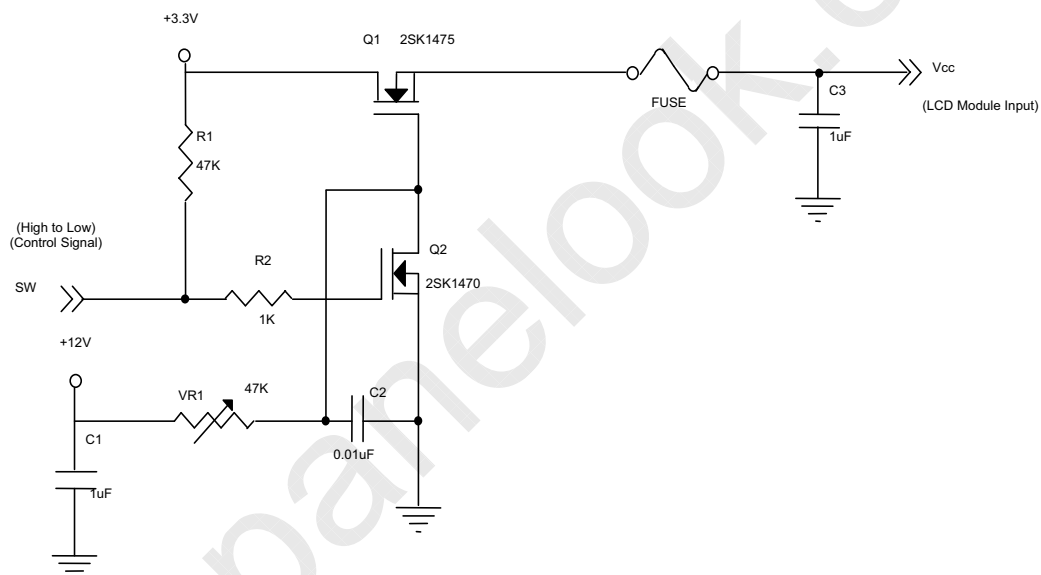 +3.3V
Q1 2SK1475
Vcc
FUSE
C3
(LCD Module Input)
R1
1uF
47K
(High to Low)
(Control Signal)
Q2
R2
2SK1470
SW
1K
+12V
VR1
47K
C2
C1
0.01uF
1uF
panelook.